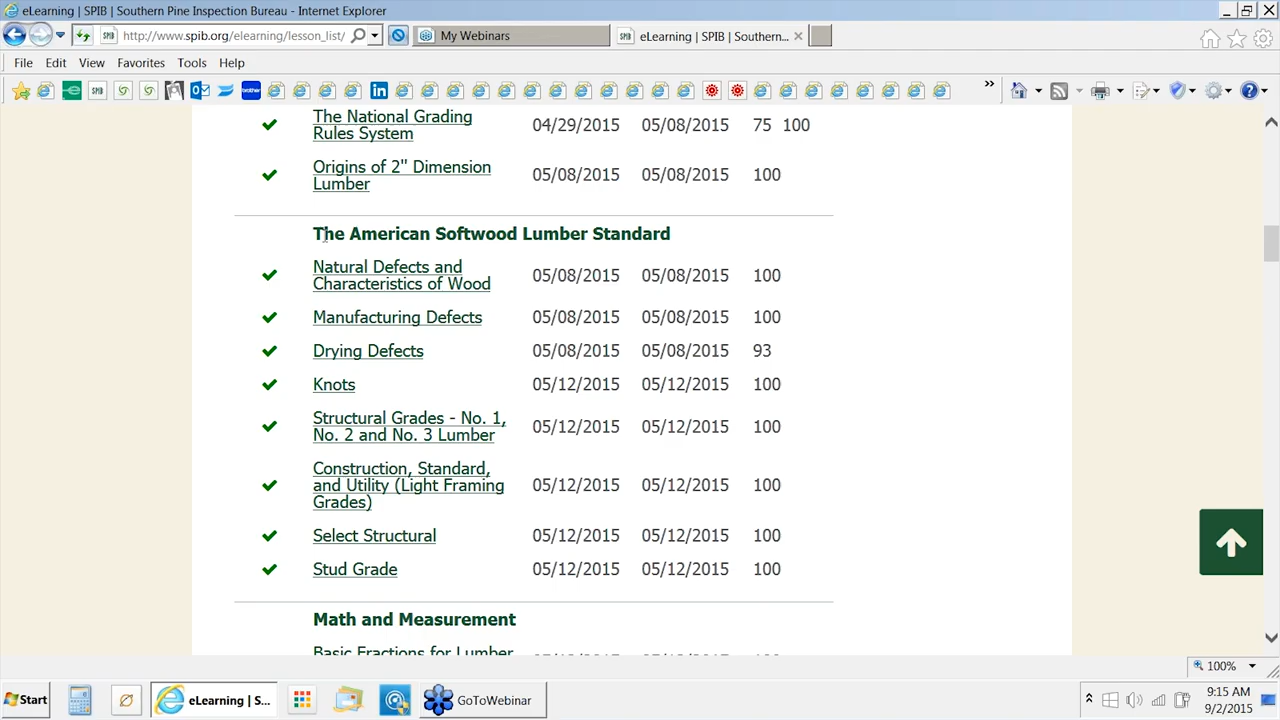 eLearning | SPIB | Southern Pine Inspection Bureau - Internet Explorer
http://www.spib.org/elearning/lesson_list/
SPIB
My Webinars
SPIB
eLearning | SPIB | Southern...
File Edit View Favorites Tools Help
SPIB
brother
The National Grading
Rules System
04/29/2015 05/08/2015 75 100
Origins of 2" Dimension
Lumber
05/08/2015 05/08/2015 100
The American Softwood Lumber Standard
Natural Defects and
Characteristics of Wood
05/08/2015 05/08/2015 100
Manufacturing Defects 05/08/2015 05/08/2015 100
Drying Defects 05/08/2015 05/08/2015 93
Knots 05/12/2015 05/12/2015 100
Structural Grades - No. 1,
No. 2 and No. 3 Lumber
05/12/2015 05/12/2015 100
Construction, Standard,
and Utility (Light Framing
Grades)
05/12/2015 05/12/2015 100
Select Structural 05/12/2015 05/12/2015 100
Stud Grade 05/12/2015 05/12/2015 100
Math and Measurement
Basic Fractions for Lumber
100%
Start
eLearning | S...
GoToWebinar
9:15 AM
9/2/2015